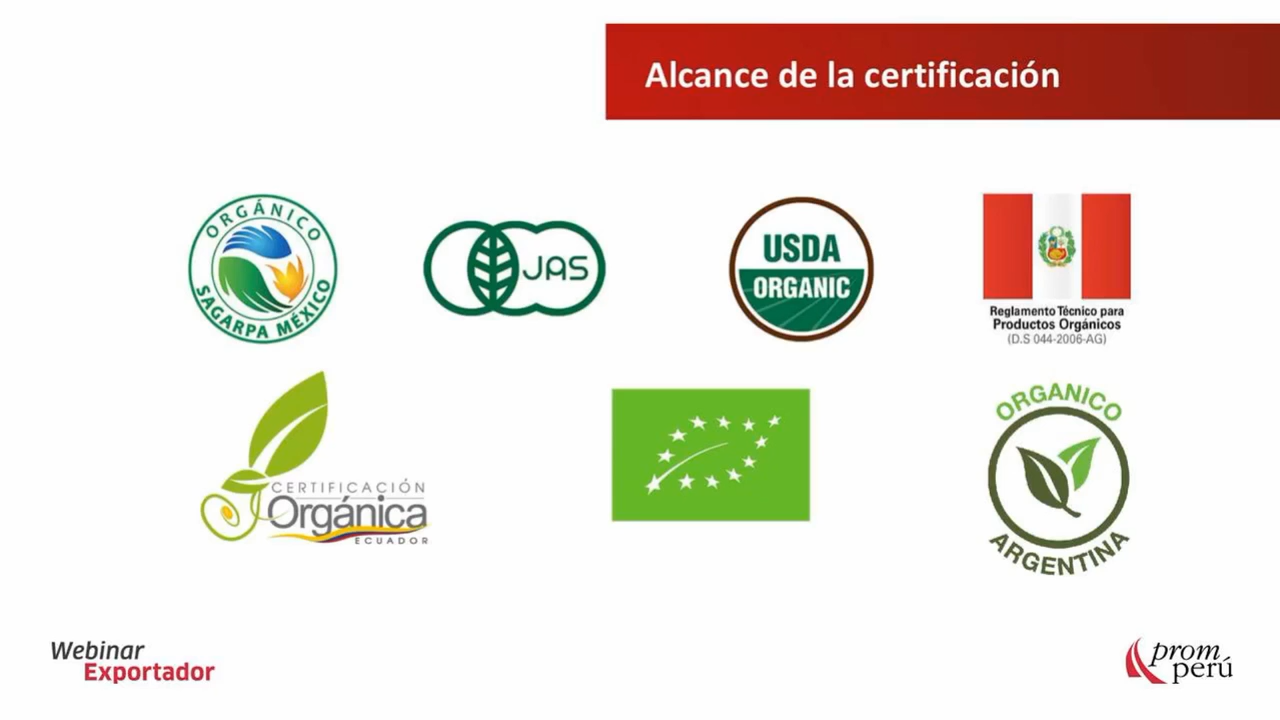 Alcance de la certificación
ORGÁNICO
SAGARPA MÉXICO
JAS
USDA
ORGANIC
Reglamento Técnico para
Productos Orgánicos
(D.S 044-2006-AG)
CERTIFICACIÓN
Orgánica
ECUADOR
ORGANICO
ARGENTINA
Webinar
Exportador
prom
perú